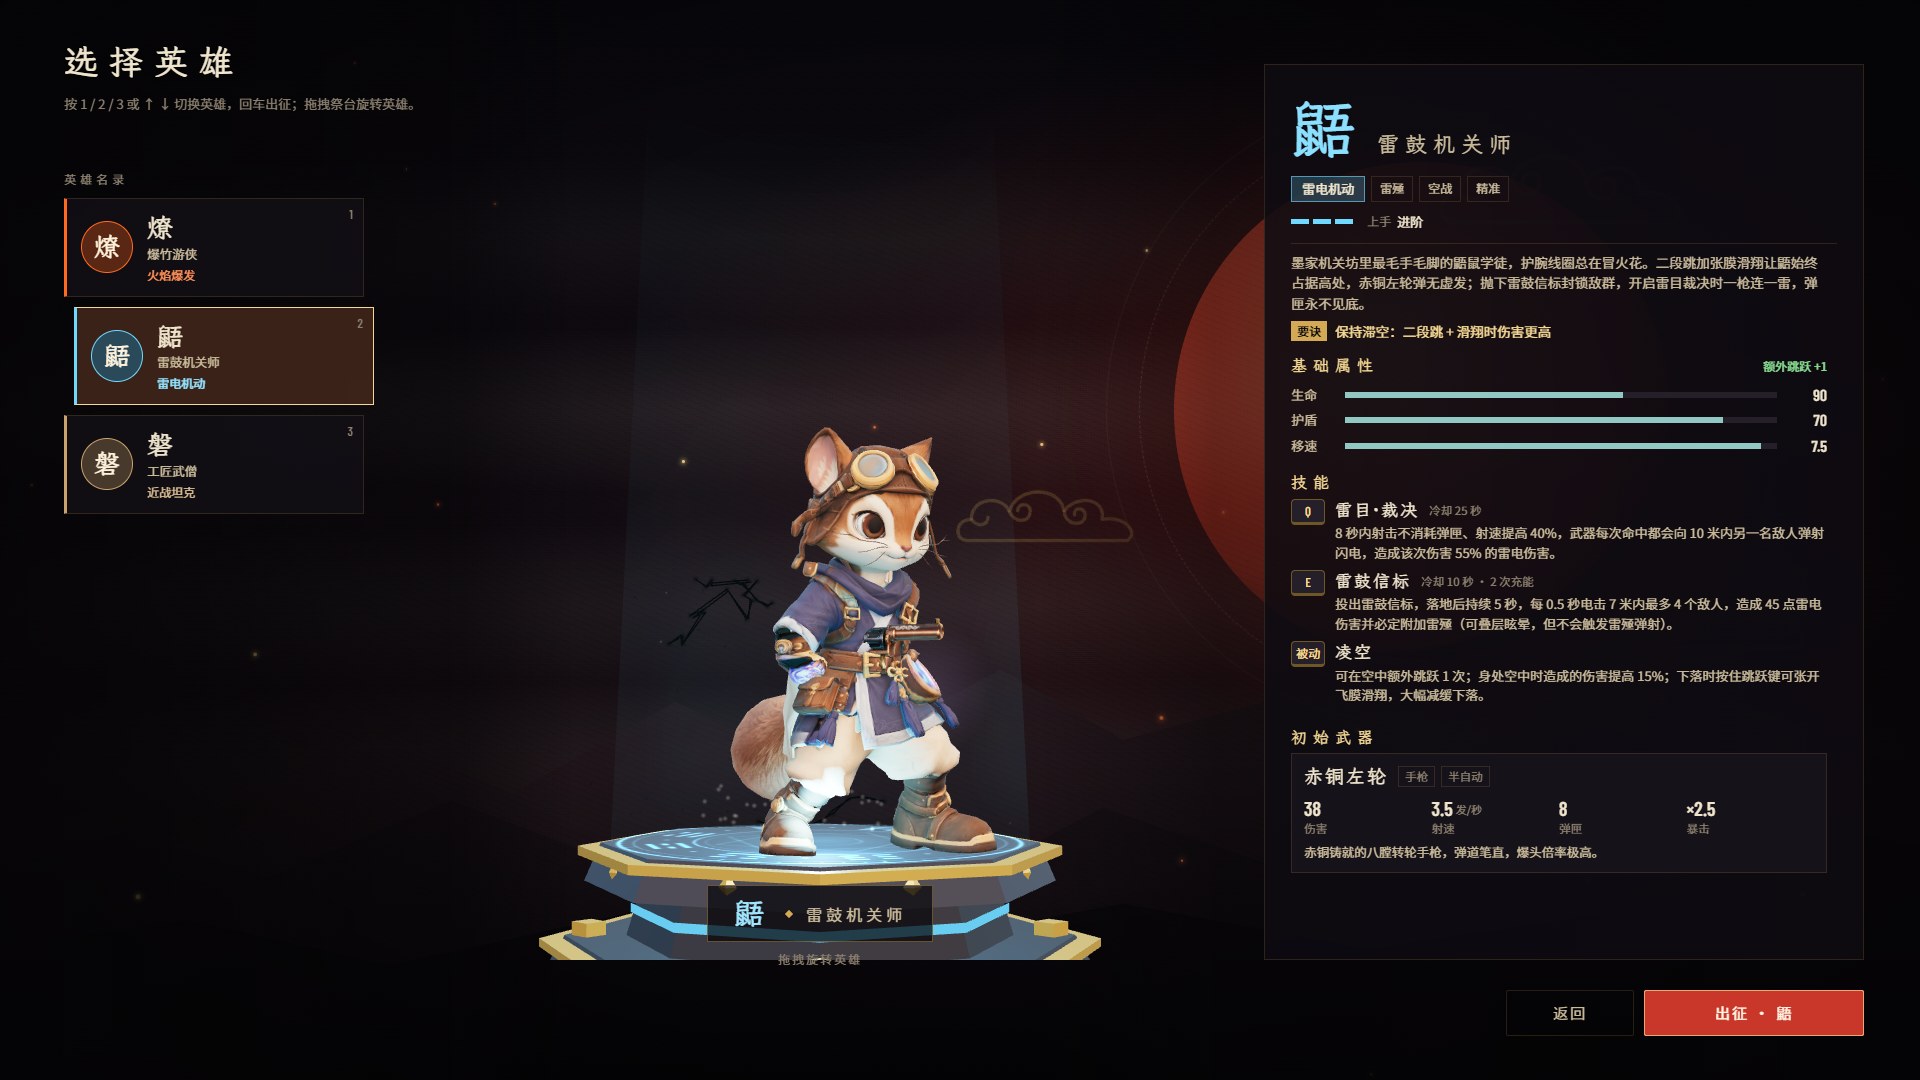 选择英雄
按 1 / 2 / 3 或 ↑ ↓ 切换英雄，回车出征；拖拽祭台旋转英雄。
英雄名录
燎
燎
爆竹游侠
火焰爆发
1
鼯
鼯
雷鼓机关师
雷电机动
2
磐
磐
工匠武僧
近战坦克
3
鼯 ◆ 雷鼓机关师
拖拽旋转英雄
鼯 雷鼓机关师
雷电机动 雷殛 空战 精准
上手 进阶
墨家机关坊里最毛手毛脚的鼯鼠学徒，护腕线圈总在冒火花。二段跳加张膜滑翔让鼯始终
占据高处，赤铜左轮弹无虚发；抛下雷鼓信标封锁敌群，开启雷目裁决时一枪连一雷，弹
匣永不见底。
要诀 保持滞空：二段跳 + 滑翔时伤害更高
基础属性 额外跳跃 +1
生命 90
护盾 70
移速 7.5
技能
Q 雷目·裁决 冷却 25 秒
8 秒内射击不消耗弹匣、射速提高 40%，武器每次命中都会向 10 米内另一名敌人弹射
闪电，造成该次伤害 55% 的雷电伤害。
E 雷鼓信标 冷却 10 秒 · 2 次充能
投出雷鼓信标，落地后持续 5 秒，每 0.5 秒电击 7 米内最多 4 个敌人，造成 45 点雷电
伤害并必定附加雷殛（可叠层眩晕，但不会触发雷殛弹射）。
被动 凌空
可在空中额外跳跃 1 次；身处空中时造成的伤害提高 15%；下落时按住跳跃键可张开
飞膜滑翔，大幅减缓下落。
初始武器
赤铜左轮 手枪 半自动
38 3.5 发/秒 8 ×2.5
伤害 射速 弹匣 暴击
赤铜铸就的八膛转轮手枪，弹道笔直，爆头倍率极高。
返回 出征 · 鼯